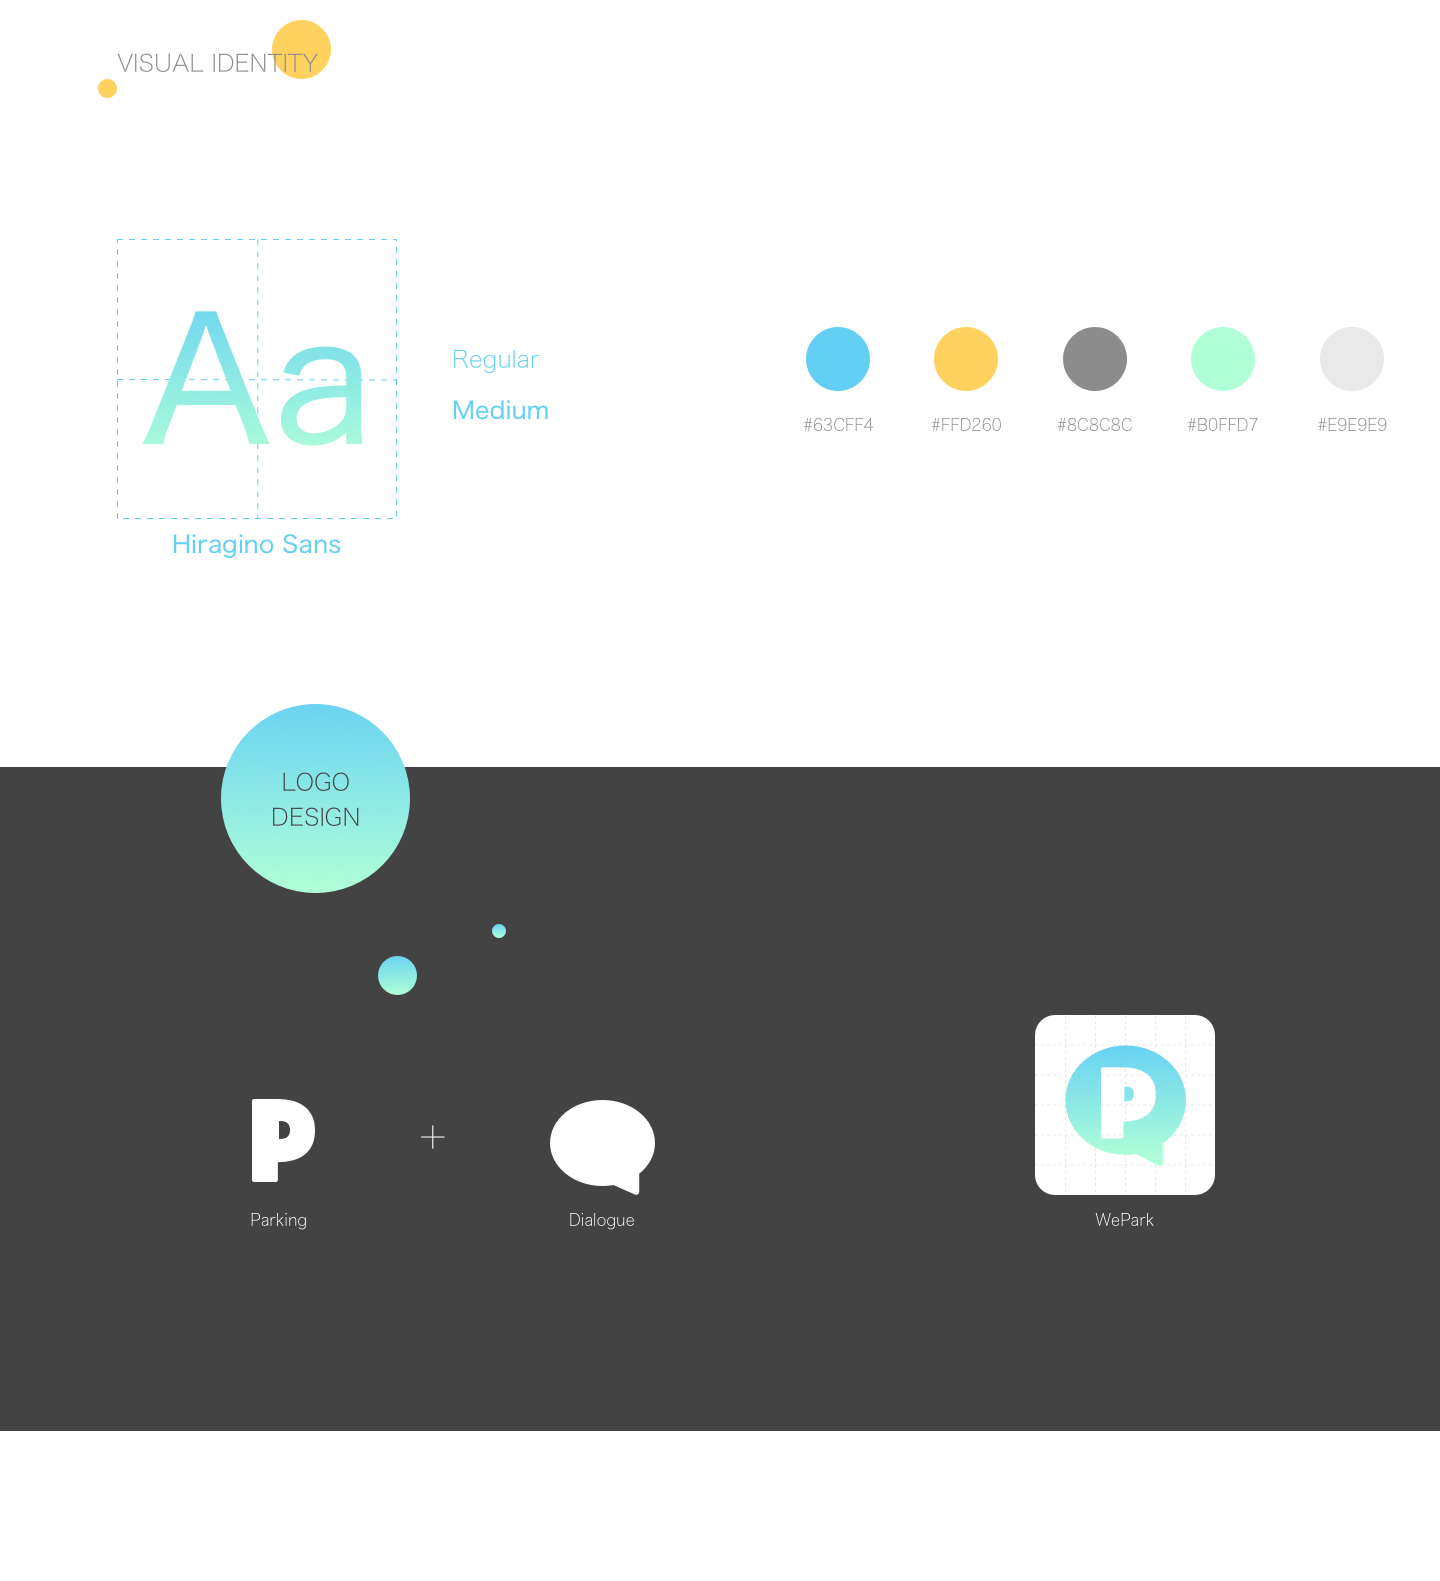 VISUAL IDENTITY
Aa
Regular
Medium
Hiragino Sans
#63CFF4
#FFD260
#8C8C8C
#B0FFD7
#E9E9E9
LOGO
DESIGN
P
P
Parking
Dialogue
WePark